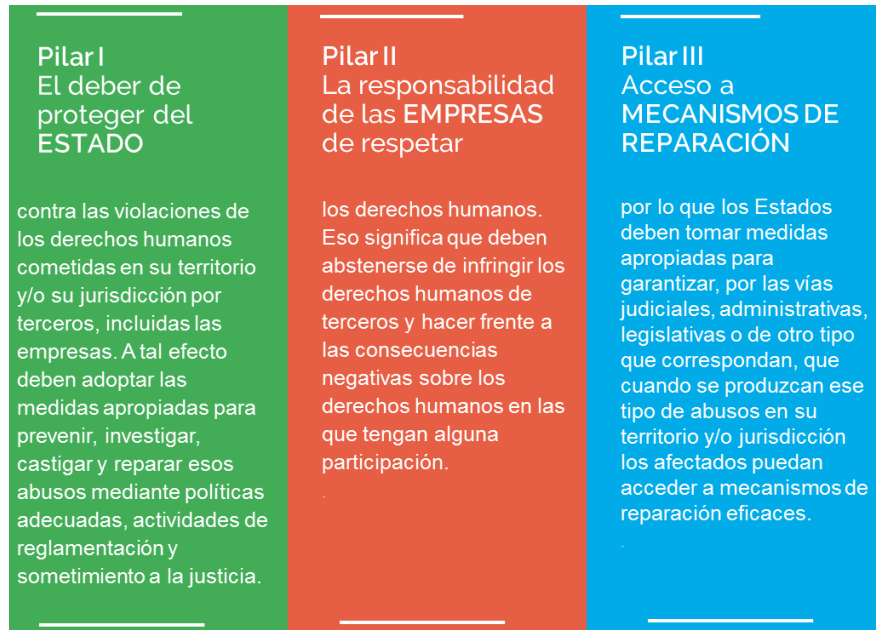 Pilar I
El deber de
proteger del
ESTADO
contra las violaciones de
los derechos humanos
cometidas en su territorio
y/o su jurisdicción por
terceros, incluidas las
empresas. A tal efecto
deben adoptar las
medidas apropiadas para
prevenir, investigar,
castigar y reparar esos
abusos mediante políticas
adecuadas, actividades de
reglamentación y
sometimiento a la justicia.
Pilar II
La responsabilidad
de las EMPRESAS
de respetar
los derechos humanos.
Eso significa que deben
abstenerse de infringir los
derechos humanos de
terceros y hacer frente a
las consecuencias
negativas sobre los
derechos humanos en las
que tengan alguna
participación.
.
Pilar III
Acceso a
MECANISMOS DE
REPARACIÓN
por lo que los Estados
deben tomar medidas
apropiadas para
garantizar, por las vías
judiciales, administrativas,
legislativas o de otro tipo
que correspondan, que
cuando se produzcan ese
tipo de abusos en su
territorio y/o jurisdicción
los afectados puedan
acceder a mecanismos de
reparación eficaces.
.